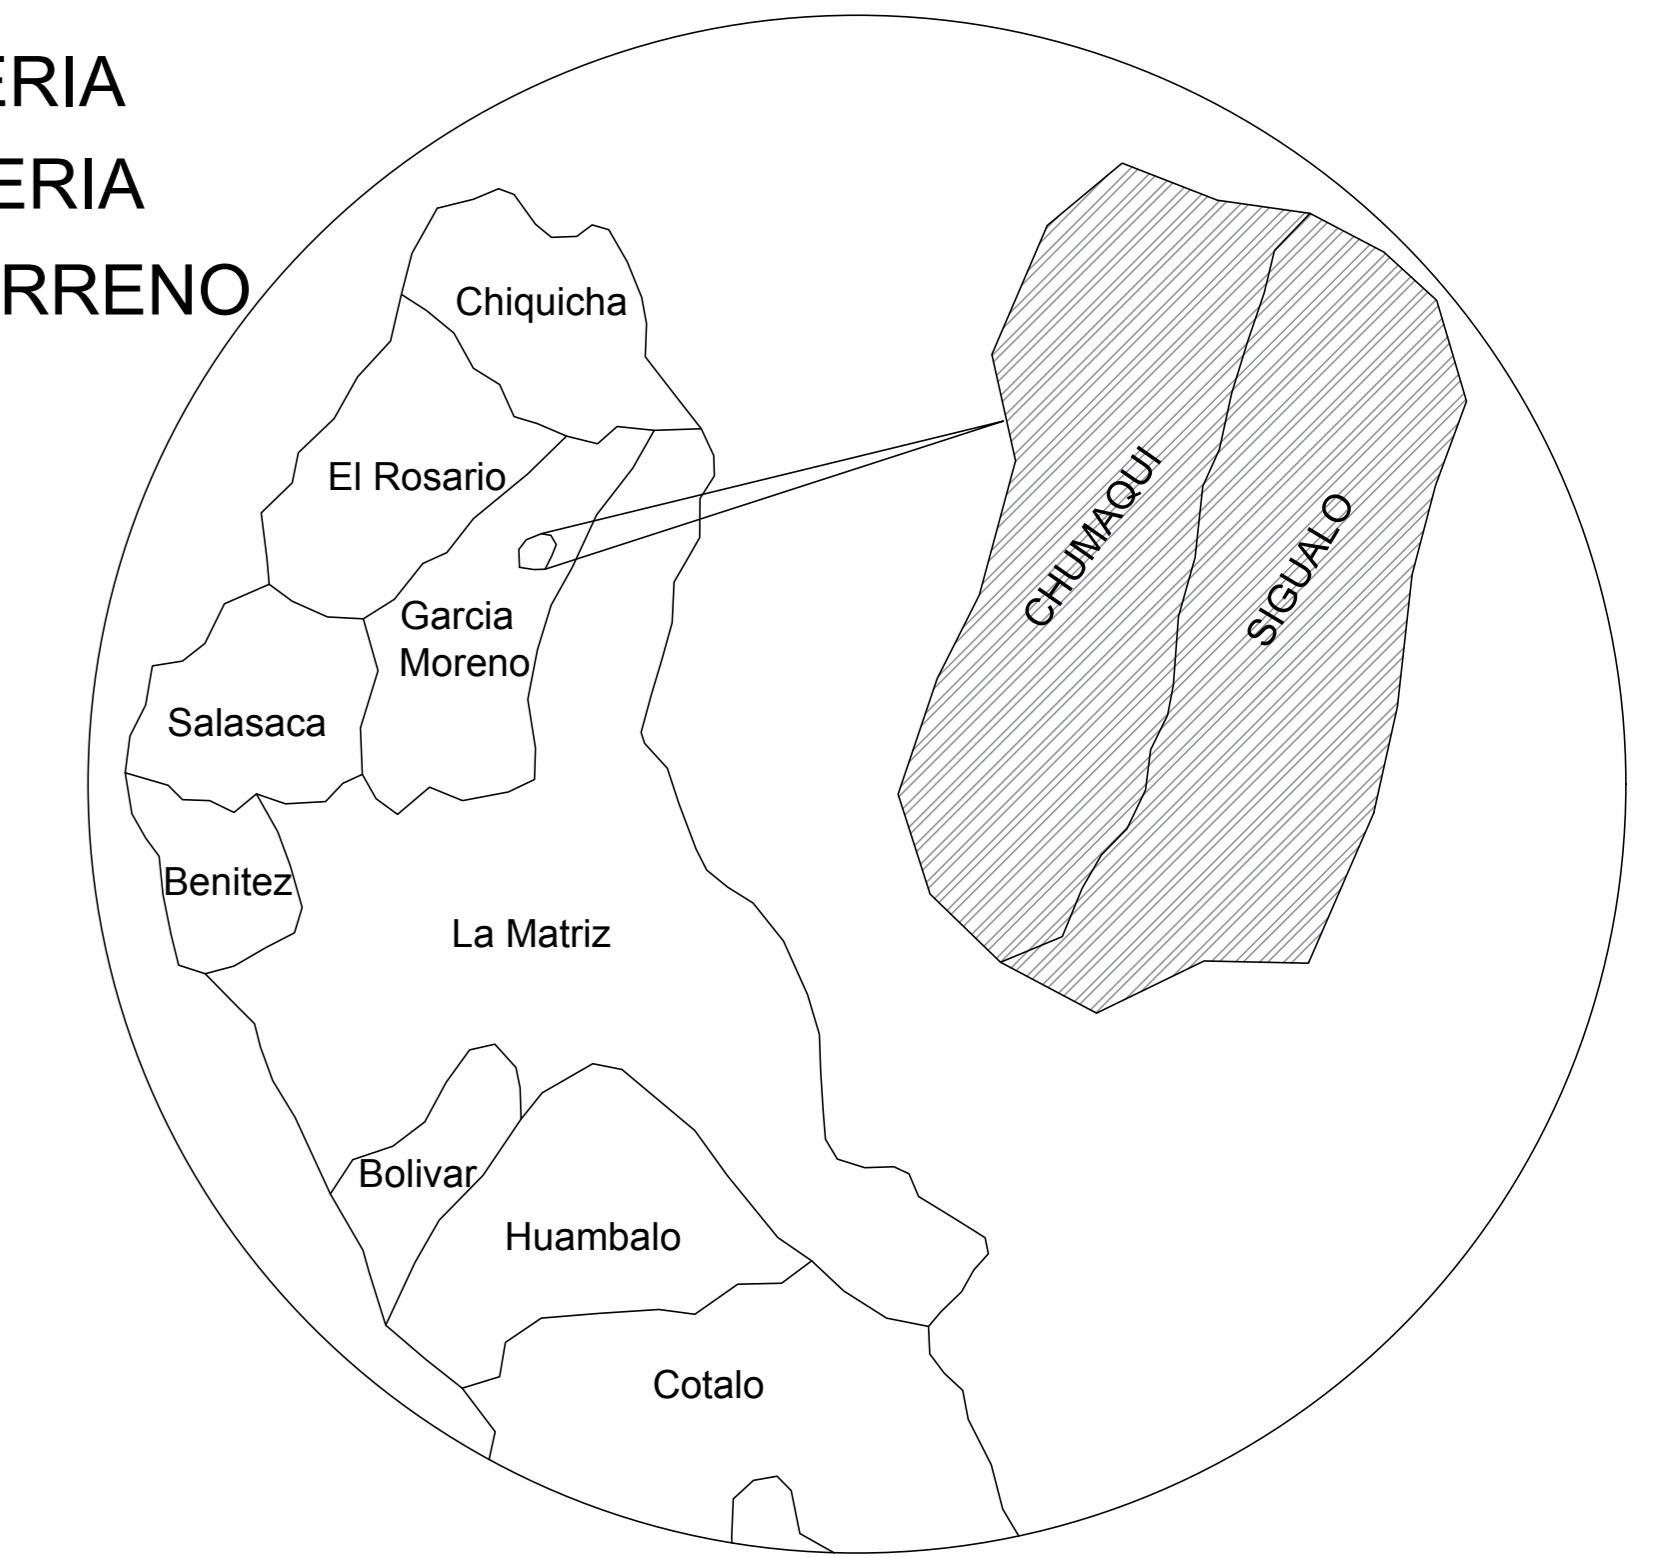 ERIA
ERIA
RRENO
Chiquicha
El Rosario
Garcia
Moreno
Salasaca
Benitez
La Matriz
Bolivar
Huambalo
Cotalo
CHUMAQUI
SIGUALO